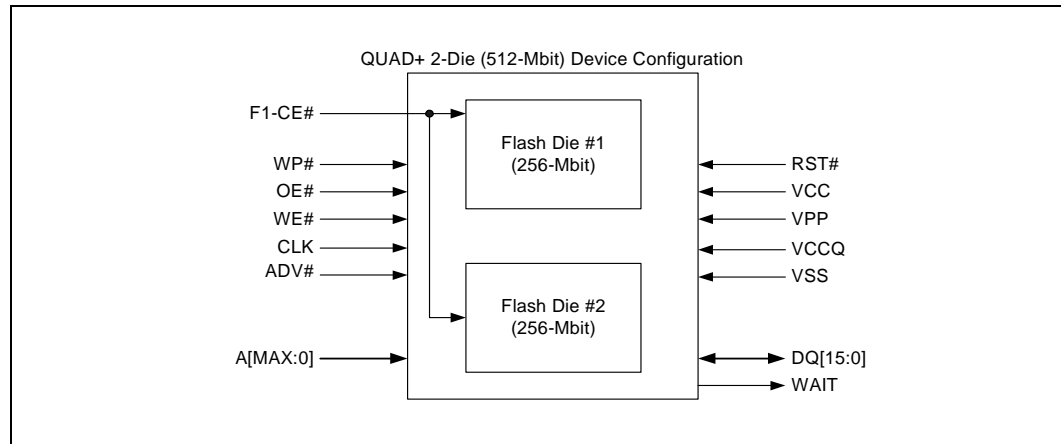 QUAD+ 2-Die (512-Mbit) Device Configuration
F1-CE#
Flash Die #1
(256-Mbit)
WP#
OE#
WE#
CLK
ADV#
RST#
VCC
VPP
VCCQ
VSS
Flash Die #2
(256-Mbit)
A[MAX:0]
DQ[15:0]
WAIT